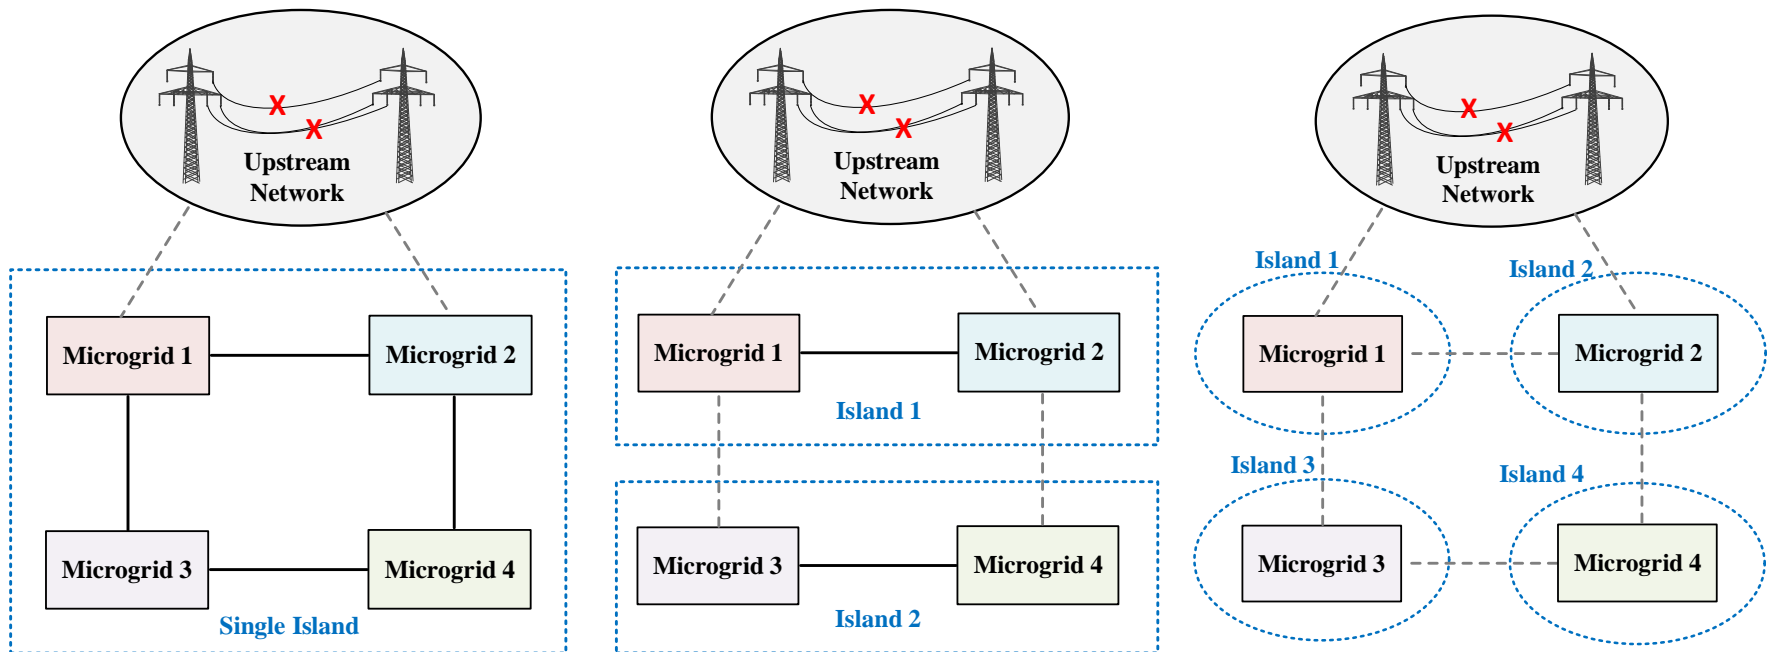 X
X
Upstream
Network
Microgrid 1
Microgrid 2
Microgrid 3
Microgrid 4
Single Island
X
X
Upstream
Network
Microgrid 1
Microgrid 2
Island 1
Microgrid 3
Microgrid 4
Island 2
X
X
Upstream
Network
Island 1
Island 2
Microgrid 1
Microgrid 2
Island 3
Island 4
Microgrid 3
Microgrid 4